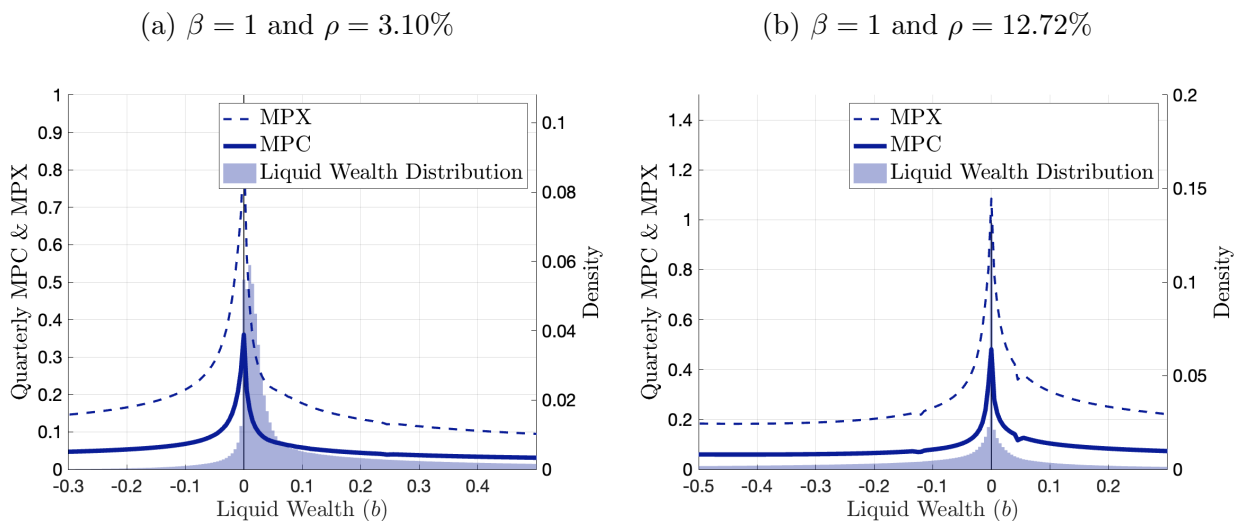 (a) β = 1 and ρ = 3.10%
1
0.9
0.8
0.7
0.6
0.5
0.4
0.3
0.2
0.1
0
Quarterly MPC & MPX
MPX
MPC
Liquid Wealth Distribution
0.1
0.08
0.06
0.04
0.02
0
Density
-0.3 -0.2 -0.1 0 0.1 0.2 0.3 0.4
Liquid Wealth (b)
(b) β = 1 and ρ = 12.72%
1.4
1.2
1
0.8
0.6
0.4
0.2
0
Quarterly MPC & MPX
MPX
MPC
Liquid Wealth Distribution
0.2
0.15
0.1
0.05
0
Density
-0.5 -0.4 -0.3 -0.2 -0.1 0 0.1 0.2
Liquid Wealth (b)